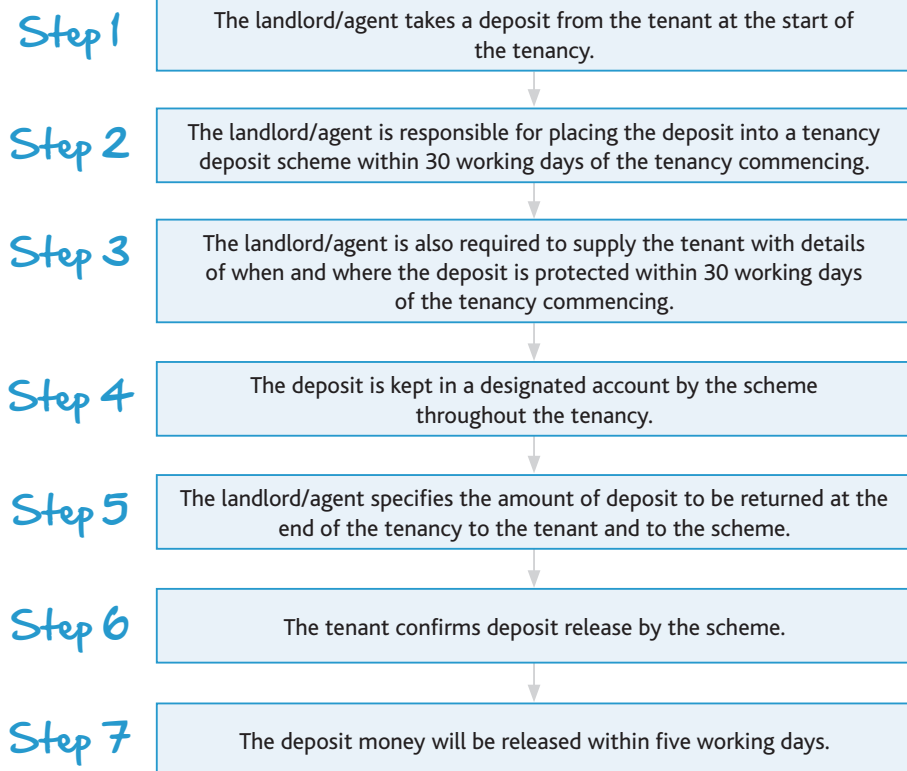 Step 1
The landlord/agent takes a deposit from the tenant at the start of
the tenancy.
Step 2
The landlord/agent is responsible for placing the deposit into a tenancy
deposit scheme within 30 working days of the tenancy commencing.
Step 3
The landlord/agent is also required to supply the tenant with details
of when and where the deposit is protected within 30 working days
of the tenancy commencing.
Step 4
The deposit is kept in a designated account by the scheme
throughout the tenancy.
Step 5
The landlord/agent specifies the amount of deposit to be returned at the
end of the tenancy to the tenant and to the scheme.
Step 6
The tenant confirms deposit release by the scheme.
Step 7
The deposit money will be released within five working days.